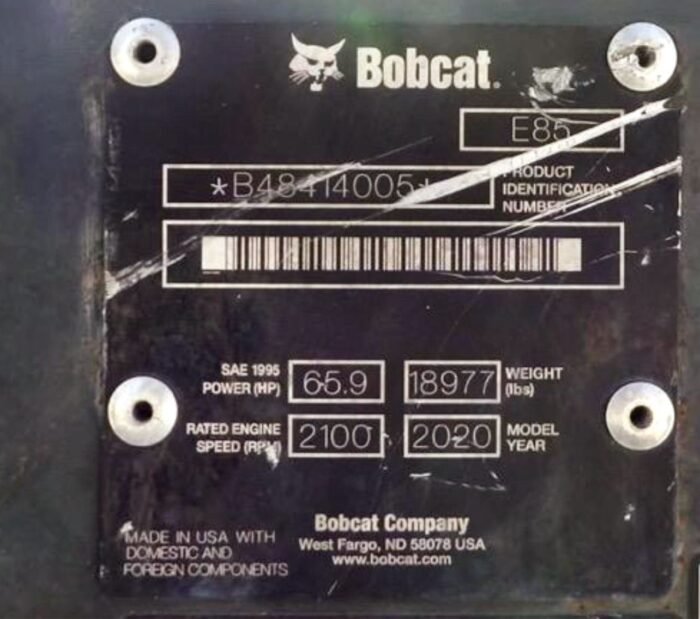 Bobcat.
E85
*B48414005*
PRODUCT
IDENTIFICATION
NUMBER
SAE 1995
POWER (HP)
65.9
18977
WEIGHT
(lbs)
RATED ENGINE
SPEED (RPM)
2100
2020
MODEL
YEAR
MADE IN USA WITH
DOMESTIC AND
FOREIGN COMPONENTS
Bobcat Company
West Fargo, ND 58078 USA
www.bobcat.com